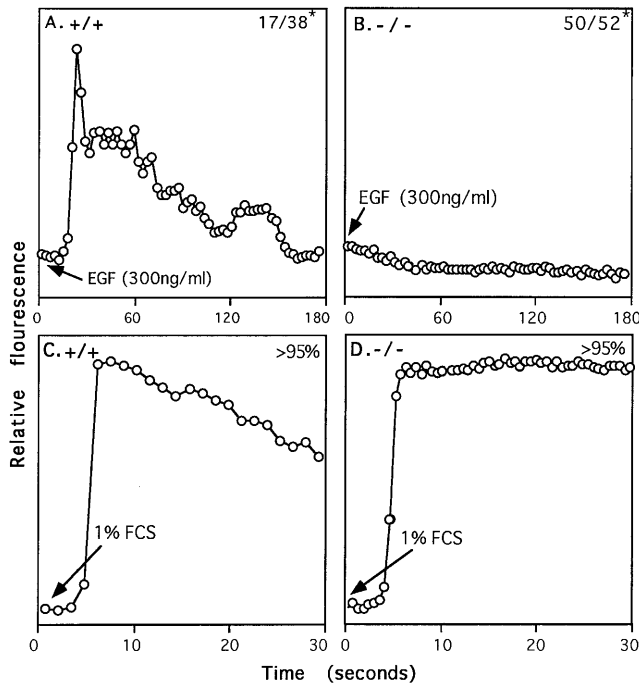 A. +/+ 17/38*
B. -/- 50/52*
EGF (300ng/ml)
EGF (300ng/ml)
0 60 120 180
0 60 120 180
C. +/+ >95%
D. -/- >95%
1% FCS
1% FCS
0 10 20 30
0 10 20 30
Relative flourescence
Time (seconds)